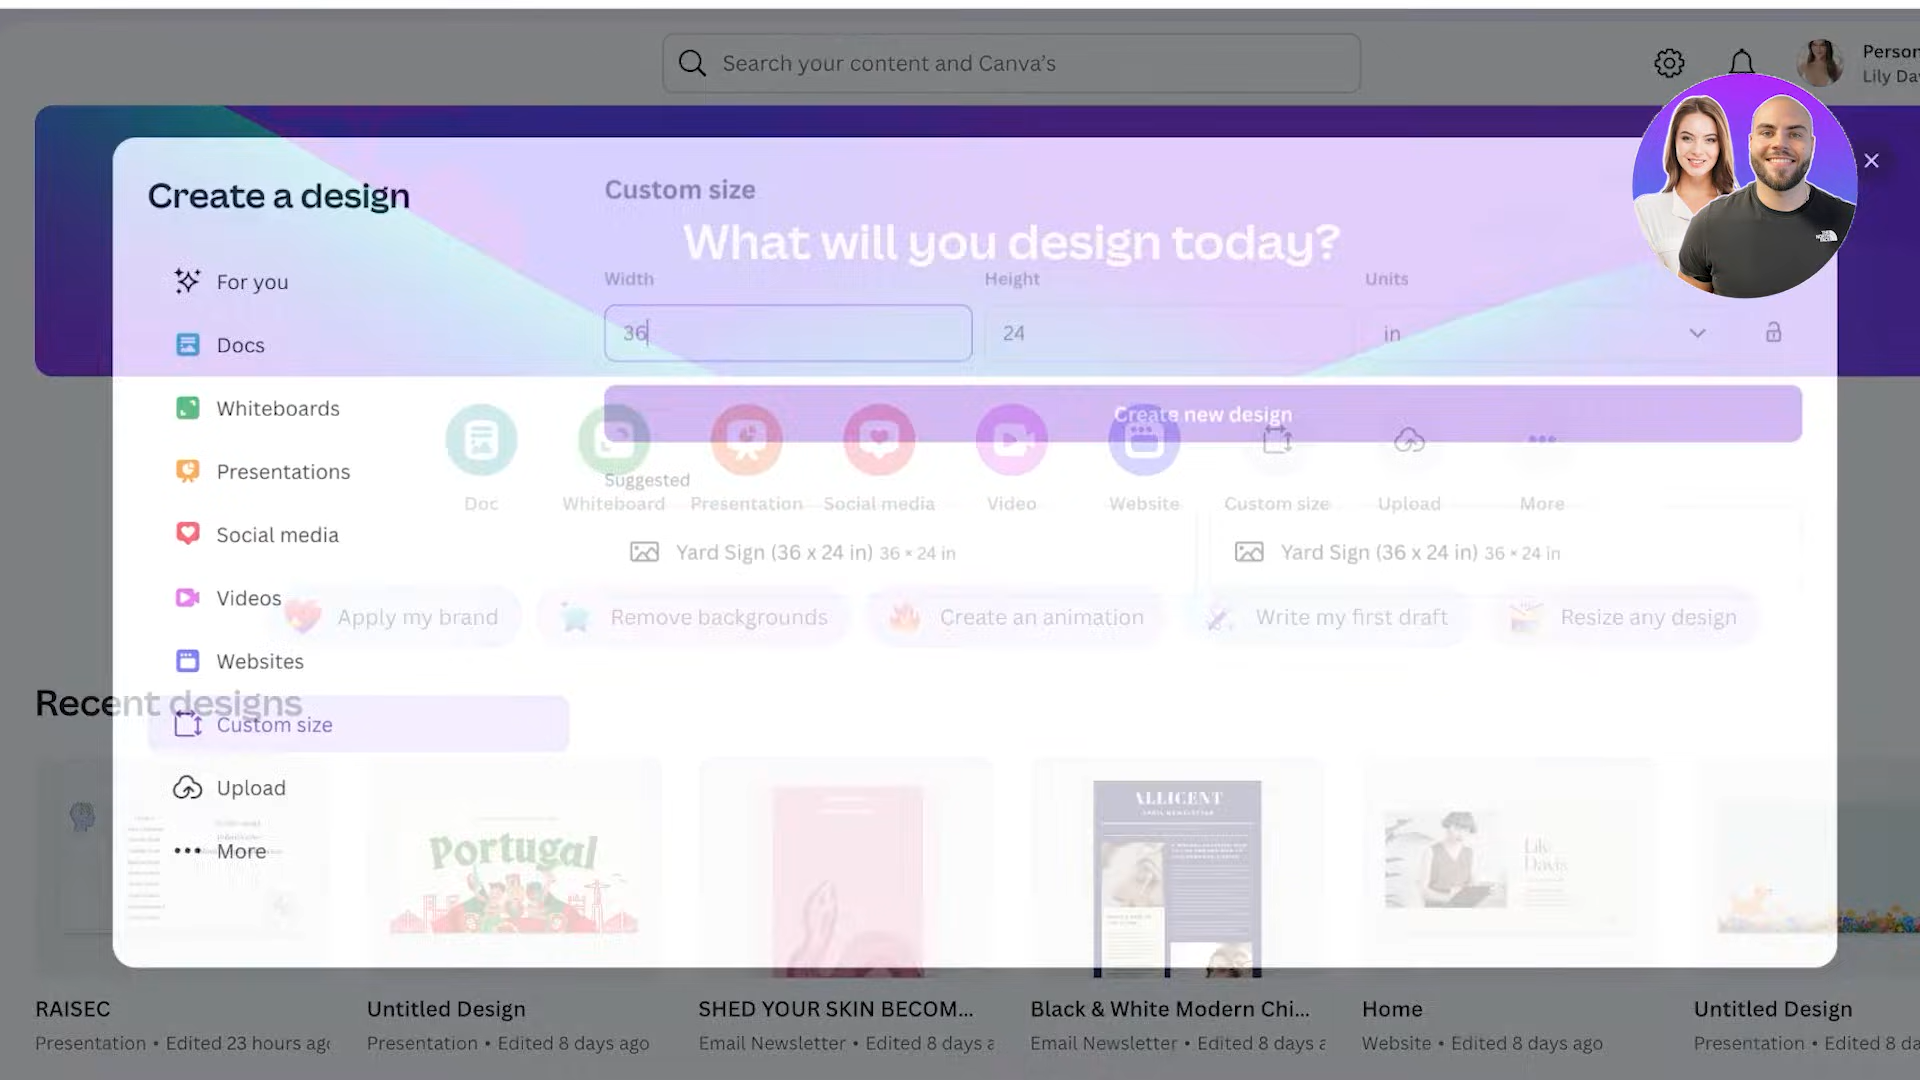 Search your content and Canva's
Person
Lily Da
Create a design
For you
Docs
Whiteboards
Presentations
Social media
Videos
Websites
Custom size
Upload
More
Custom size
What will you design today?
Width
Height
Units
36
24
in
Create new design
Suggested
Doc
Whiteboard
Presentation
Social media
Video
Website
Custom size
Upload
More
Yard Sign (36 x 24 in) 36 × 24 in
Yard Sign (36 x 24 in) 36 × 24 in
Apply my brand
Remove backgrounds
Create an animation
Write my first draft
Resize any design
Recent designs
Portugal
ALLICENT
Lily
Davis
RAISEC
Presentation • Edited 23 hours ago
Untitled Design
Presentation • Edited 8 days ago
SHED YOUR SKIN BECOM...
Email Newsletter • Edited 8 days a
Black & White Modern Chi...
Email Newsletter • Edited 8 days a
Home
Website • Edited 8 days ago
Untitled Design
Presentation • Edited 8 da